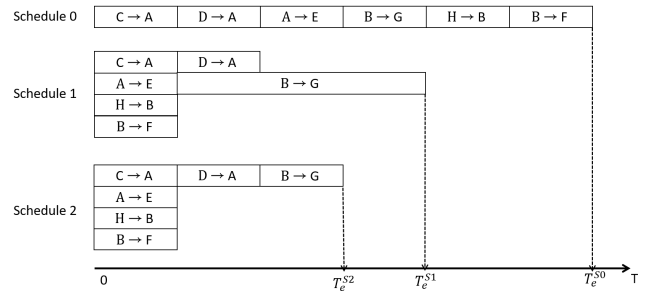 Schedule 0 C → A D → A A → E B → G H → B B → F
C → A D → A
A → E B → G
Schedule 1
H → B
B → F
C → A D → A B → G
A → E
Schedule 2
H → B
B → F
0 T_e^{S2} T_e^{S1} T_e^{S0} T